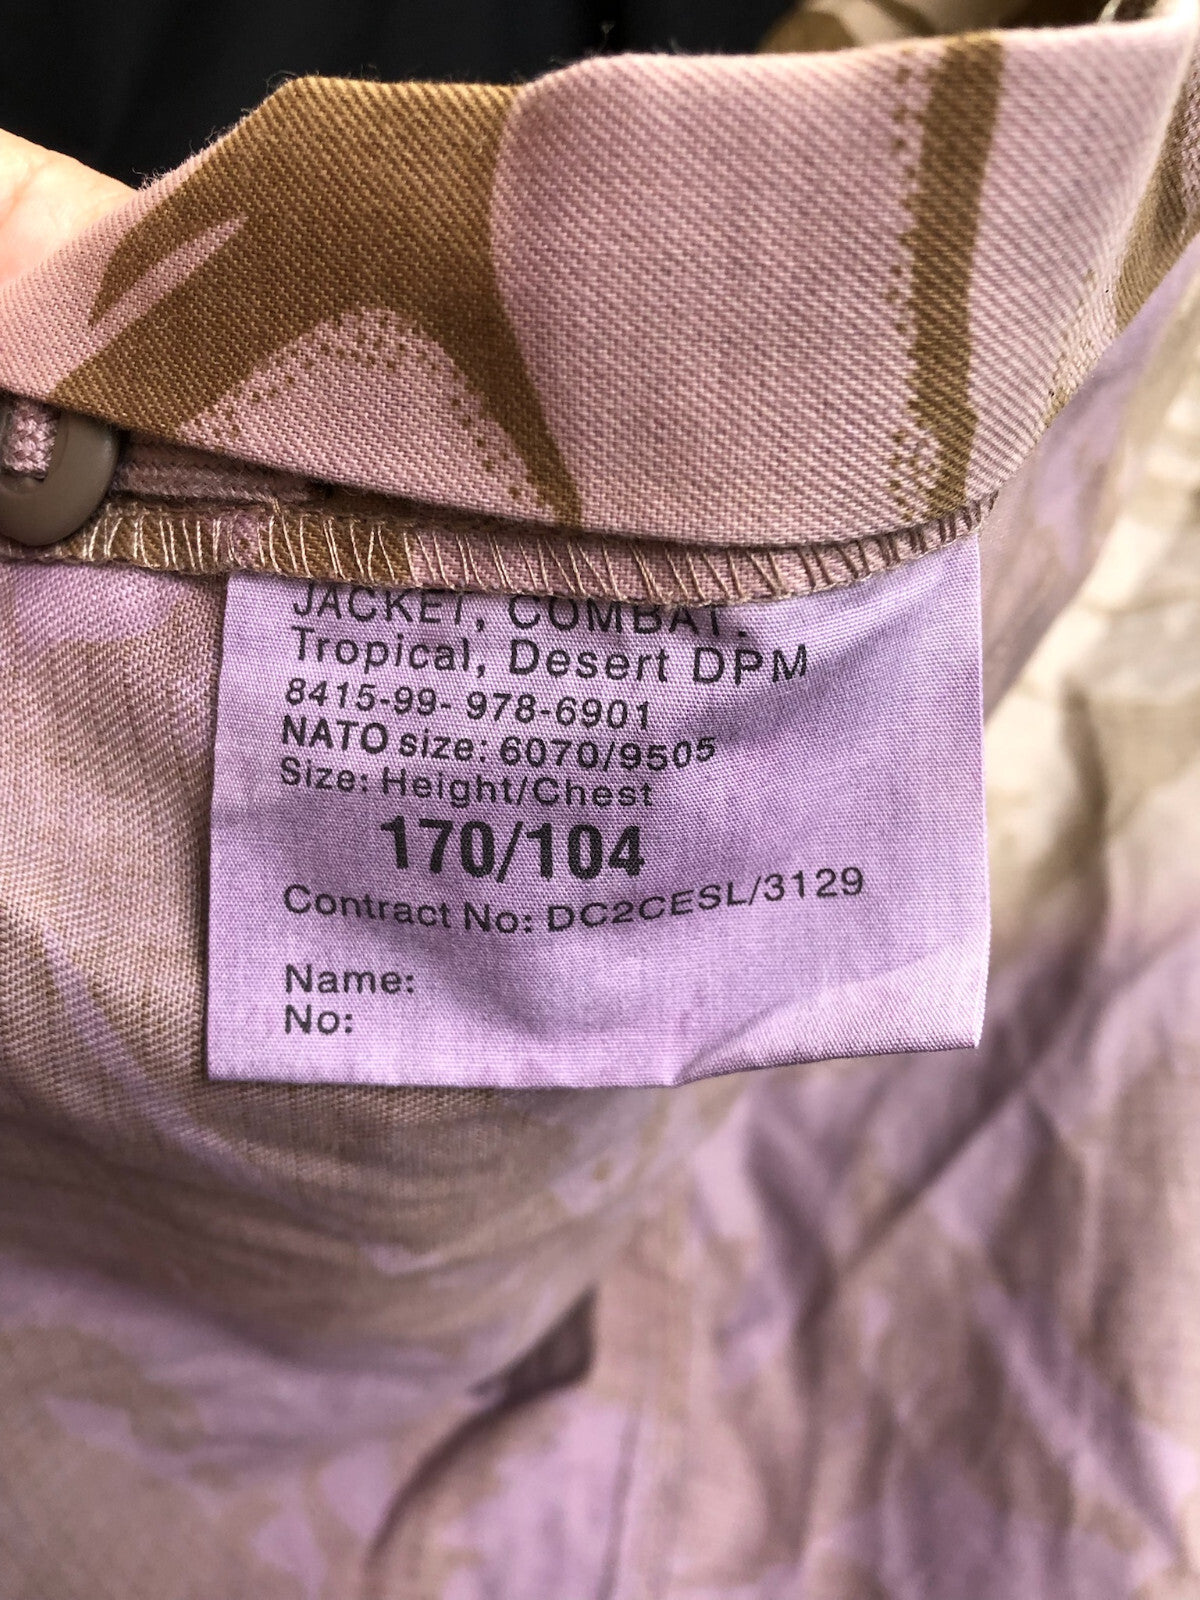 JACKET, COMBAT.
Tropical, Desert DPM
8415-99- 978-6901
NATO size: 6070/9505
Size: Height/Chest
170/104
Contract No: DC2CESL/3129
Name:
No: